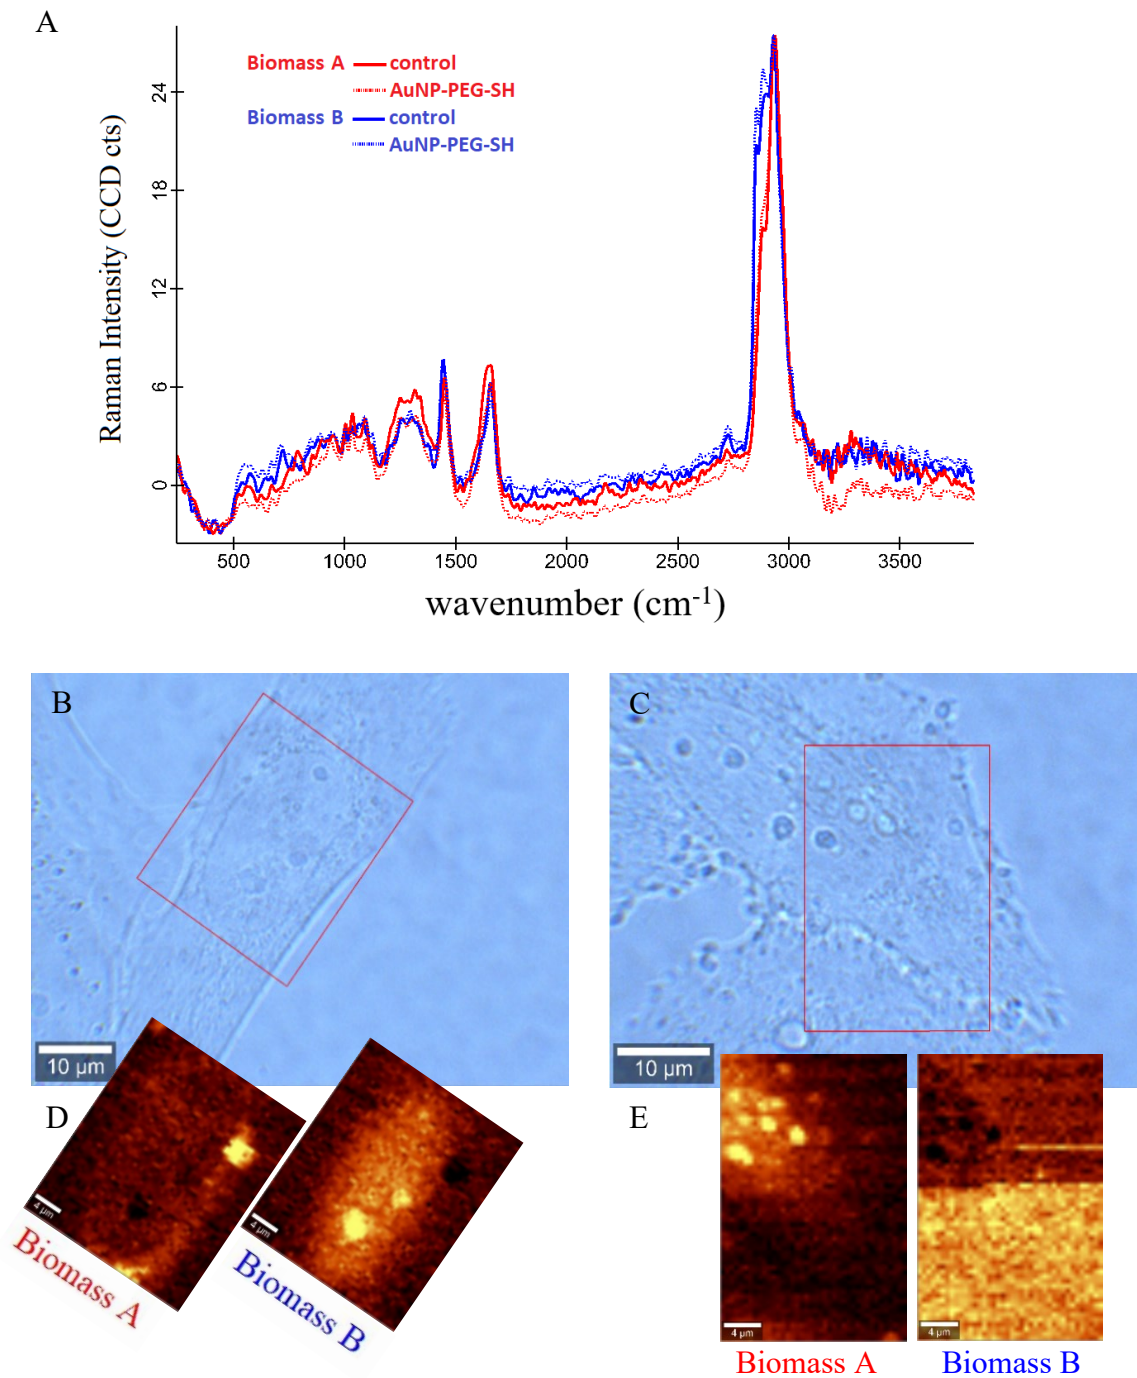 A
Biomass A control
AuNP-PEG-SH
Biomass B control
AuNP-PEG-SH
Raman Intensity (CCD cts)
24
18
12
6
0
500 1000 1500 2000 2500 3000 3500
wavenumber (cm⁻¹)
B
10 µm
C
10 µm
D
4 µm
Biomass A
4 µm
Biomass B
E
4 µm
Biomass A
4 µm
Biomass B